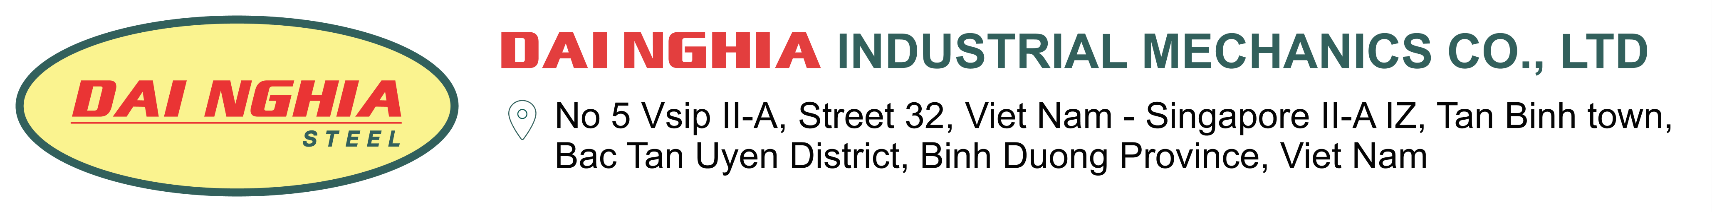 DAI NGHIA
STEEL
DAI NGHIA INDUSTRIAL MECHANICS CO., LTD
No 5 Vsip II-A, Street 32, Viet Nam - Singapore II-A IZ, Tan Binh town,
Bac Tan Uyen District, Binh Duong Province, Viet Nam